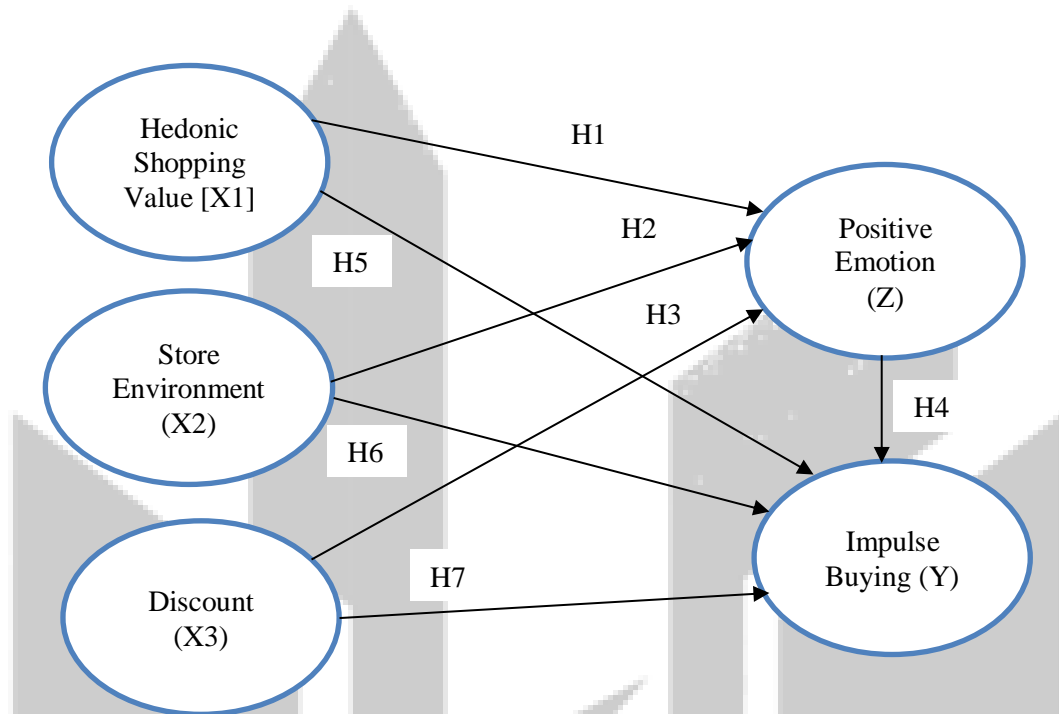 Hedonic
Shopping
Value [X1]
H1
H2
H5
Positive
Emotion
(Z)
H3
Store
Environment
(X2)
H4
H6
Impulse
Buying (Y)
H7
Discount
(X3)